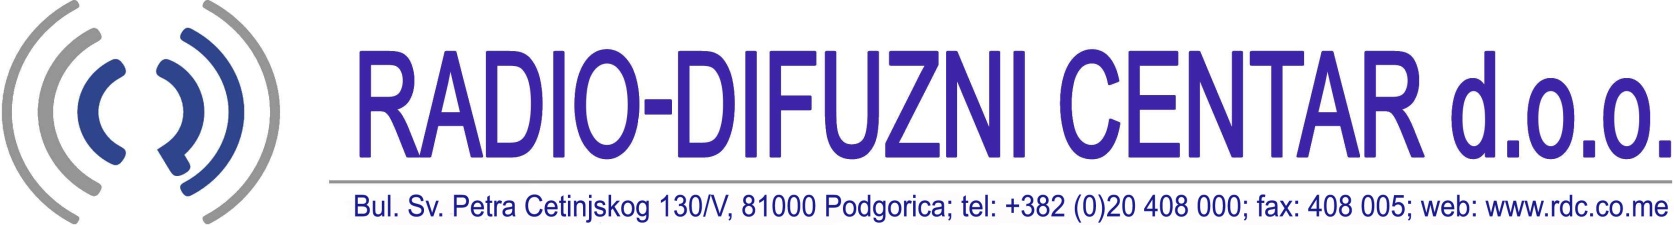 RADIO-DIFUZNI CENTAR d.o.o.
Bul. Sv. Petra Cetinjskog 130/V, 81000 Podgorica; tel: +382 (0)20 408 000; fax: 408 005; web: www.rdc.co.me